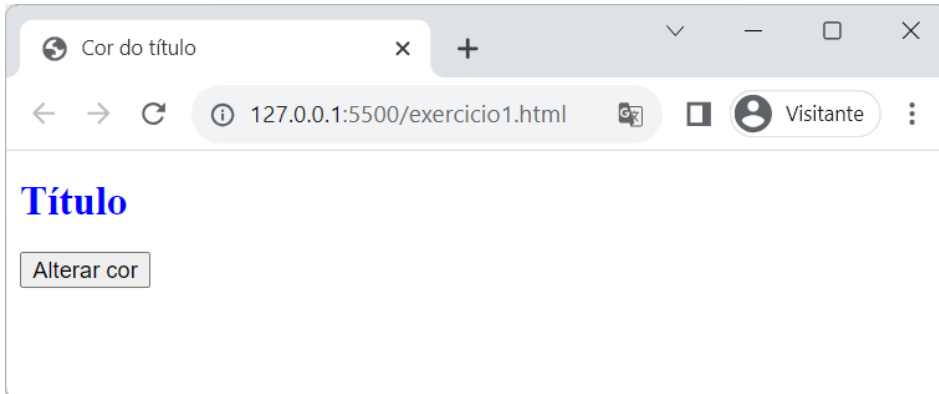 Cor do título
127.0.0.1:5500/exercicio1.html
Visitante
Título
Alterar cor